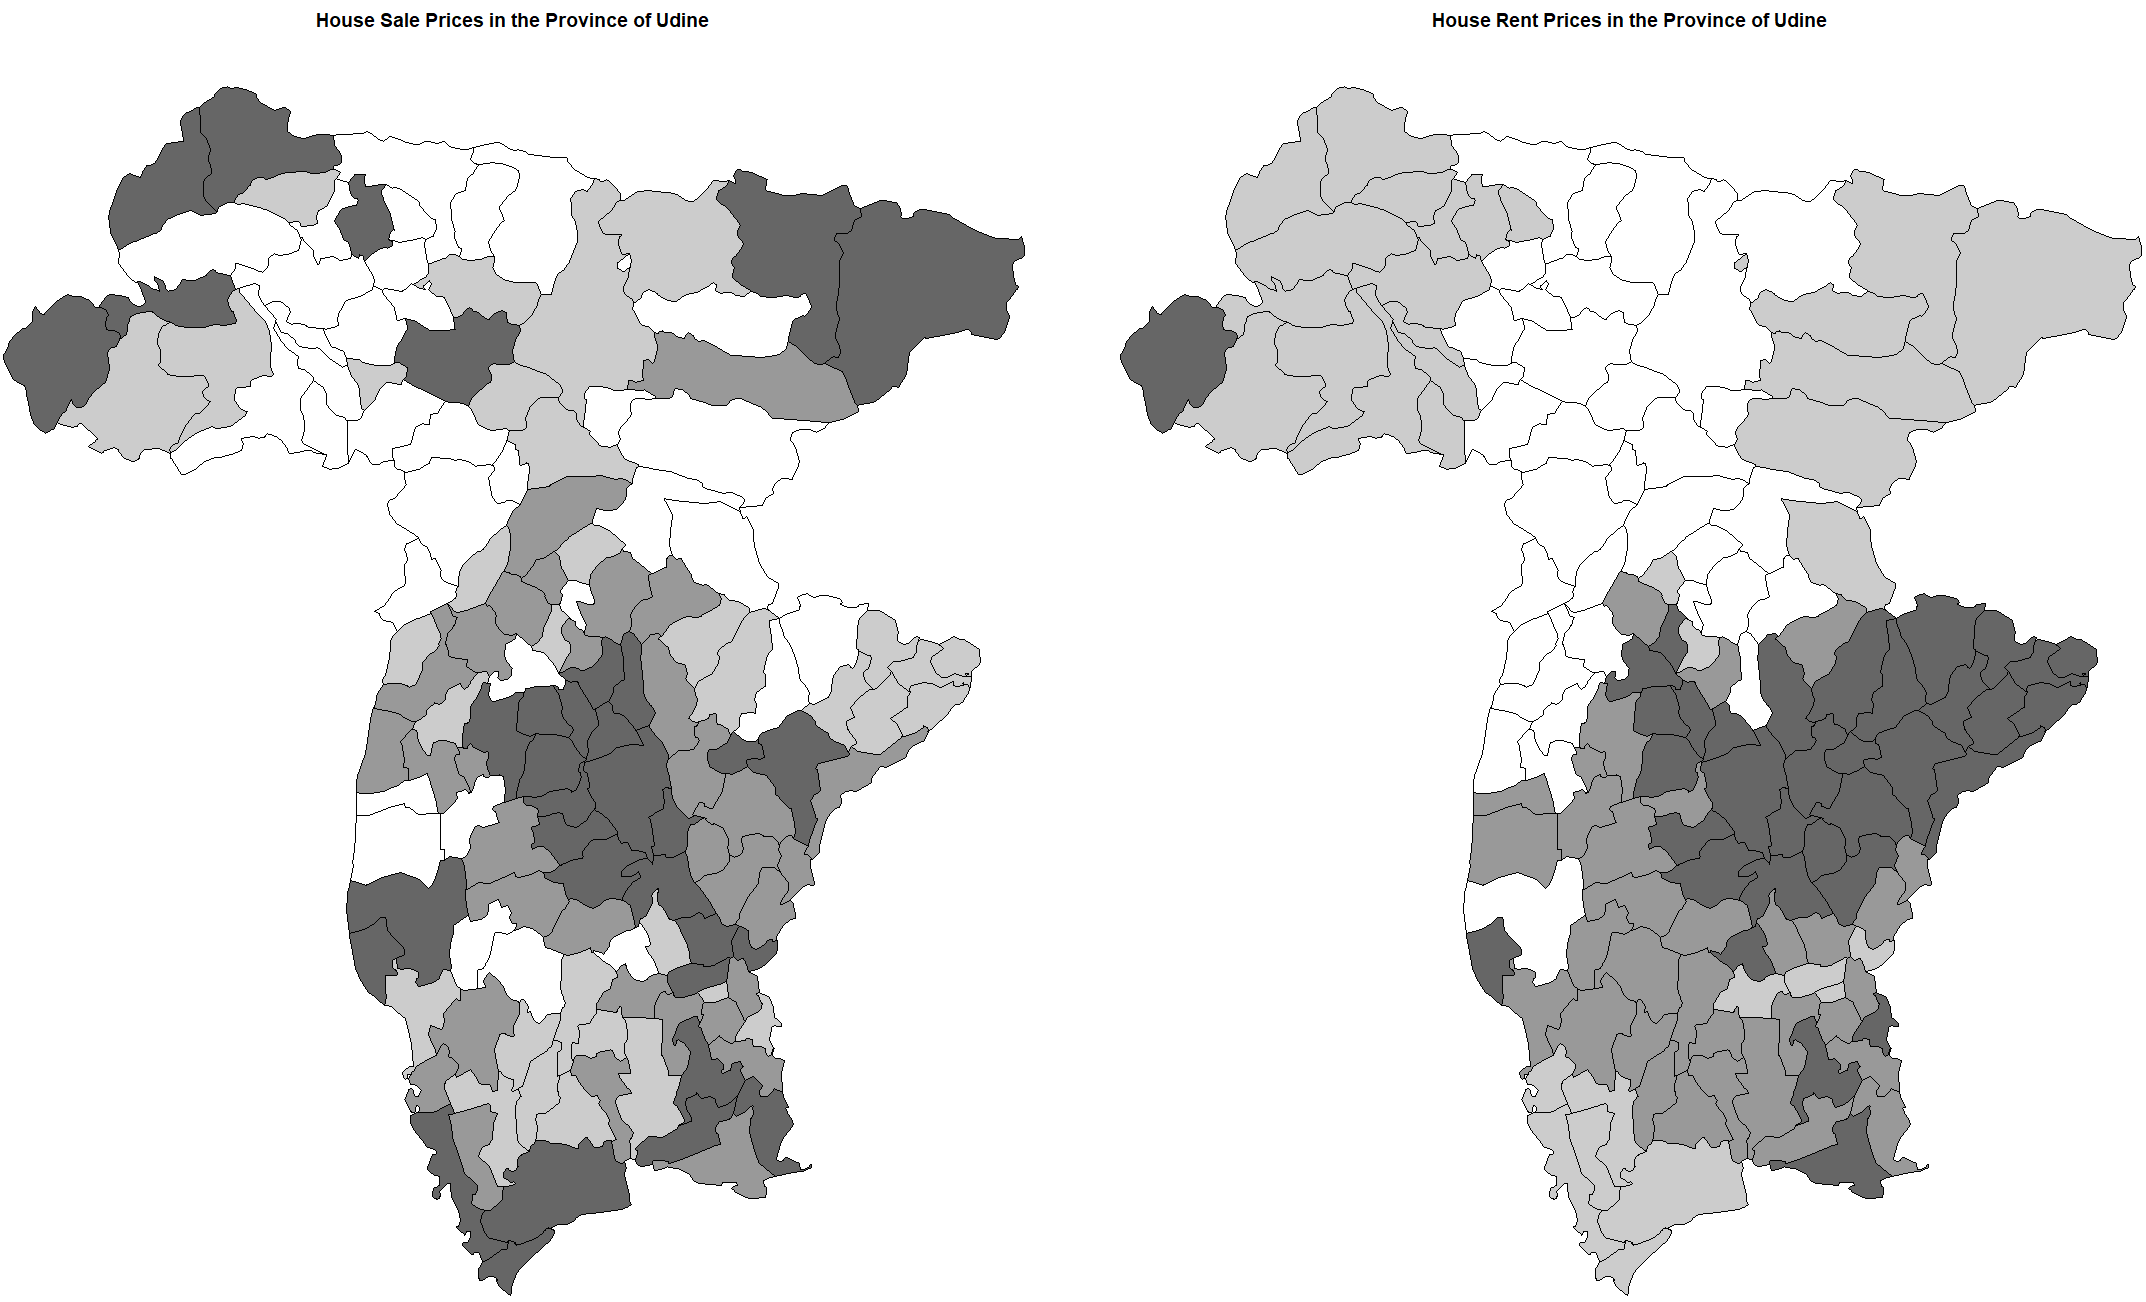 House Sale Prices in the Province of Udine
House Rent Prices in the Province of Udine